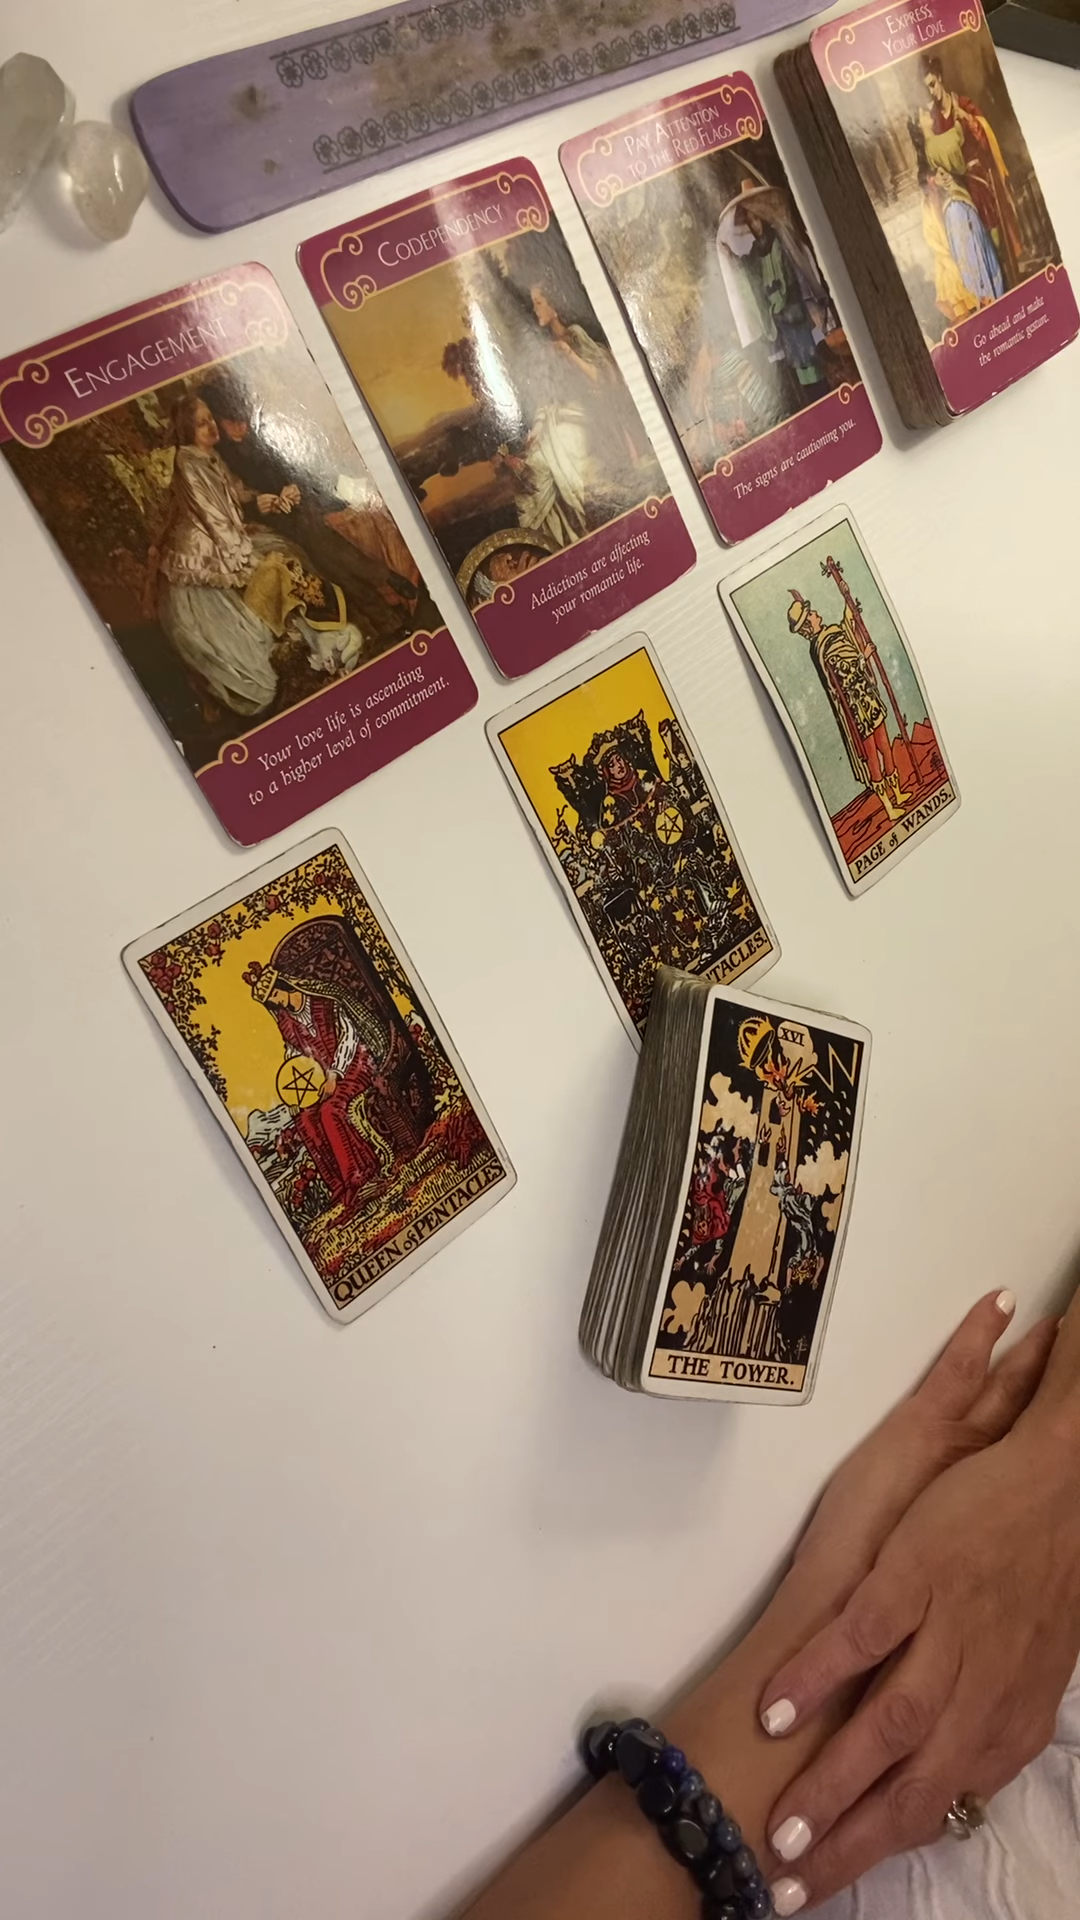 ENGAGEMENT
Your love life is ascending
to a higher level of commitment.
CODEPENDENCY
Addictions are affecting
your romantic life.
PAY ATTENTION
TO THE RED FLAGS
The signs are cautioning you.
EXPRESS
YOUR LOVE
Go ahead and make
the romantic gesture.
QUEEN of PENTACLES.
NTACLES.
PAGE of WANDS.
XVI
THE TOWER.